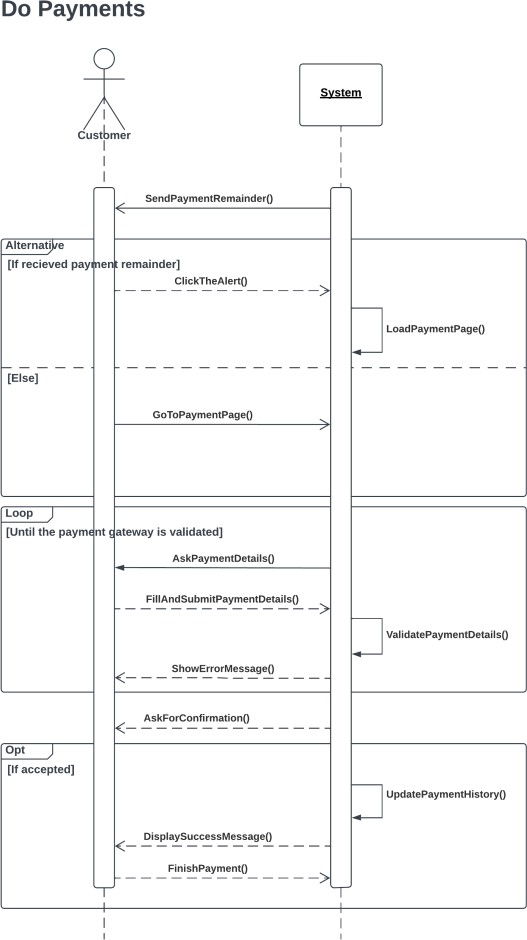 Do Payments
System
Customer
SendPaymentRemainder()
Alternative
[If recieved payment remainder]
ClickTheAlert()
LoadPaymentPage()
[Else]
GoToPaymentPage()
Loop
[Until the payment gateway is validated]
AskPaymentDetails()
FillAndSubmitPaymentDetails()
ValidatePaymentDetails()
ShowErrorMessage()
AskForConfirmation()
Opt
[If accepted]
UpdatePaymentHistory()
DisplaySuccessMessage()
FinishPayment()